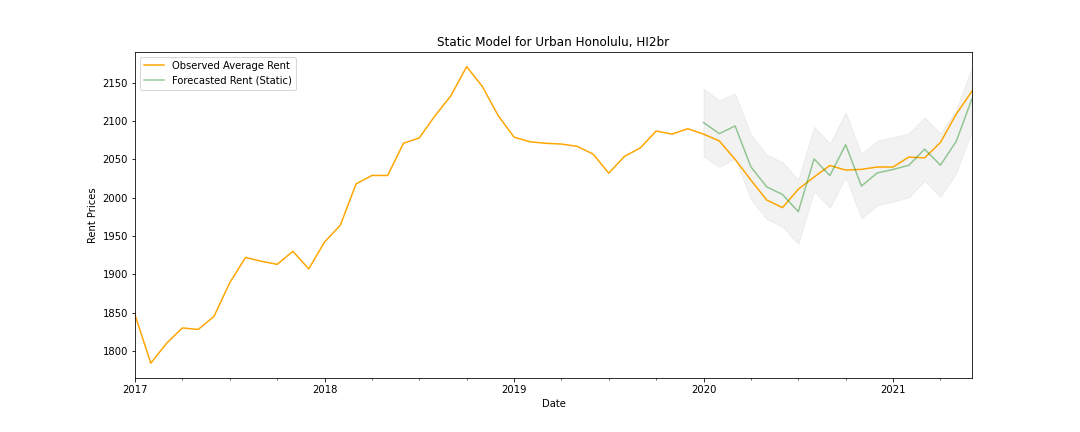 Static Model for Urban Honolulu, HI2br
Observed Average Rent
Forecasted Rent (Static)
2150
2100
2050
2000
1950
1900
1850
1800
Rent Prices
2017
2018
2019
2020
2021
Date